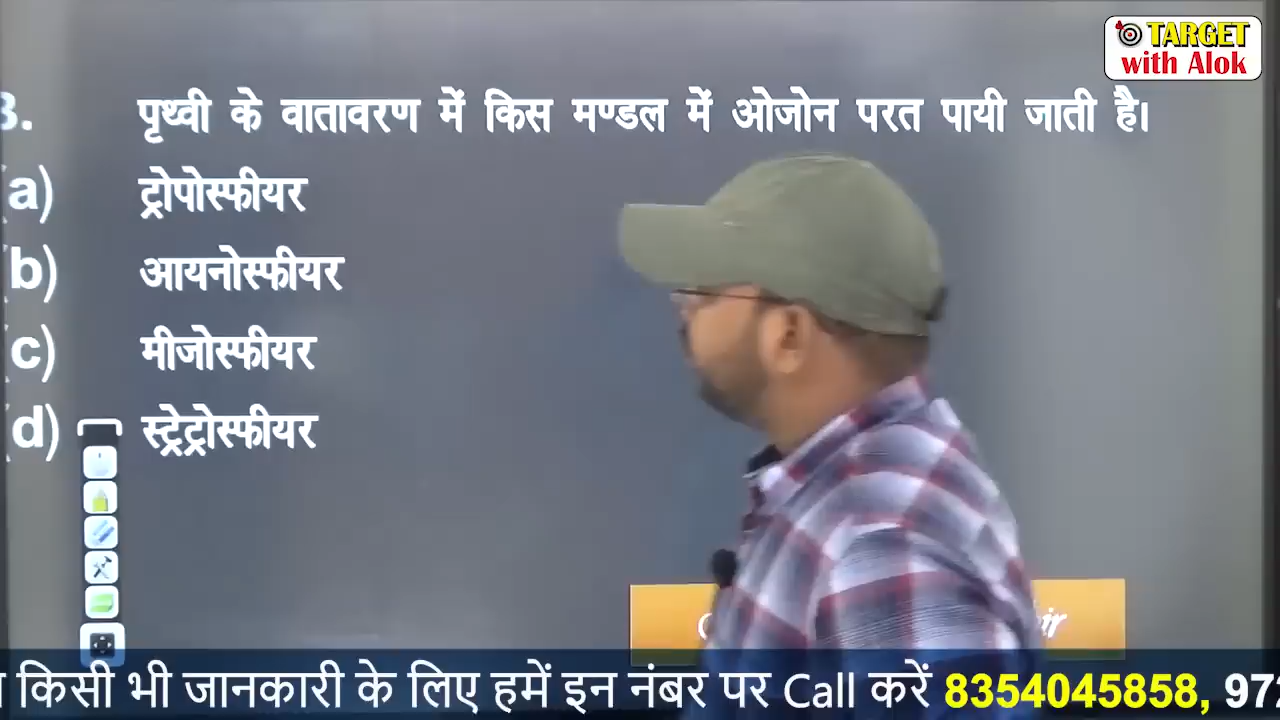 TARGET
with Alok
3. पृथ्वी के वातावरण में किस मण्डल में ओजोन परत पायी जाती है।
(a) ट्रोपोस्फीयर
(b) आयनोस्फीयर
(c) मीजोस्फीयर
(d) स्ट्रेट्रोस्फीयर
किसी भी जानकारी के लिए हमें इन नंबर पर Call करें 8354045858, 97